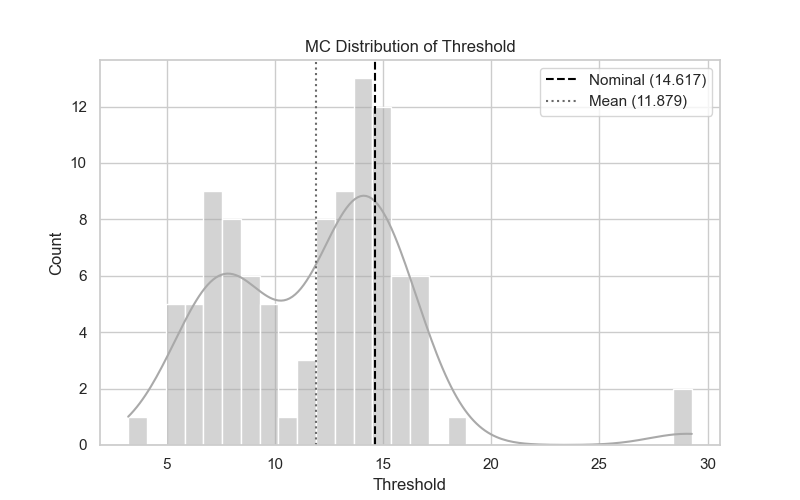 MC Distribution of Threshold
Nominal (14.617)
Mean (11.879)
12
10
8
6
4
2
0
Count
5
10
15
20
25
30
Threshold